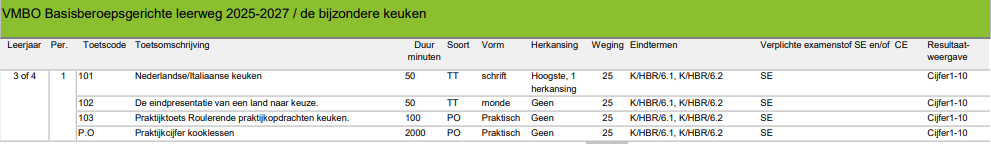 VMBO Basisberoepsgerichte leerweg 2025-2027 / de bijzondere keuken
Leerjaar Per. Toetscode Toetsomschrijving Duur minuten Soort Vorm Herkansing Weging Eindtermen Verplichte examenstof SE en/of CE Resultaat-weergave
3 of 4 1 101 Nederlandse/Italiaanse keuken 50 TT schrift Hoogste, 1 herkansing 25 K/HBR/6.1, K/HBR/6.2 SE Cijfer1-10
102 De eindpresentatie van een land naar keuze. 50 TT monde Geen 25 K/HBR/6.1, K/HBR/6.2 SE Cijfer1-10
103 Praktijktoets Roulerende praktijkopdrachten keuken. 100 PO Praktisch Geen 25 K/HBR/6.1, K/HBR/6.2 SE Cijfer1-10
P.O Praktijkcijfer kooklessen 2000 PO Praktisch Geen 25 K/HBR/6.1, K/HBR/6.2 SE Cijfer1-10